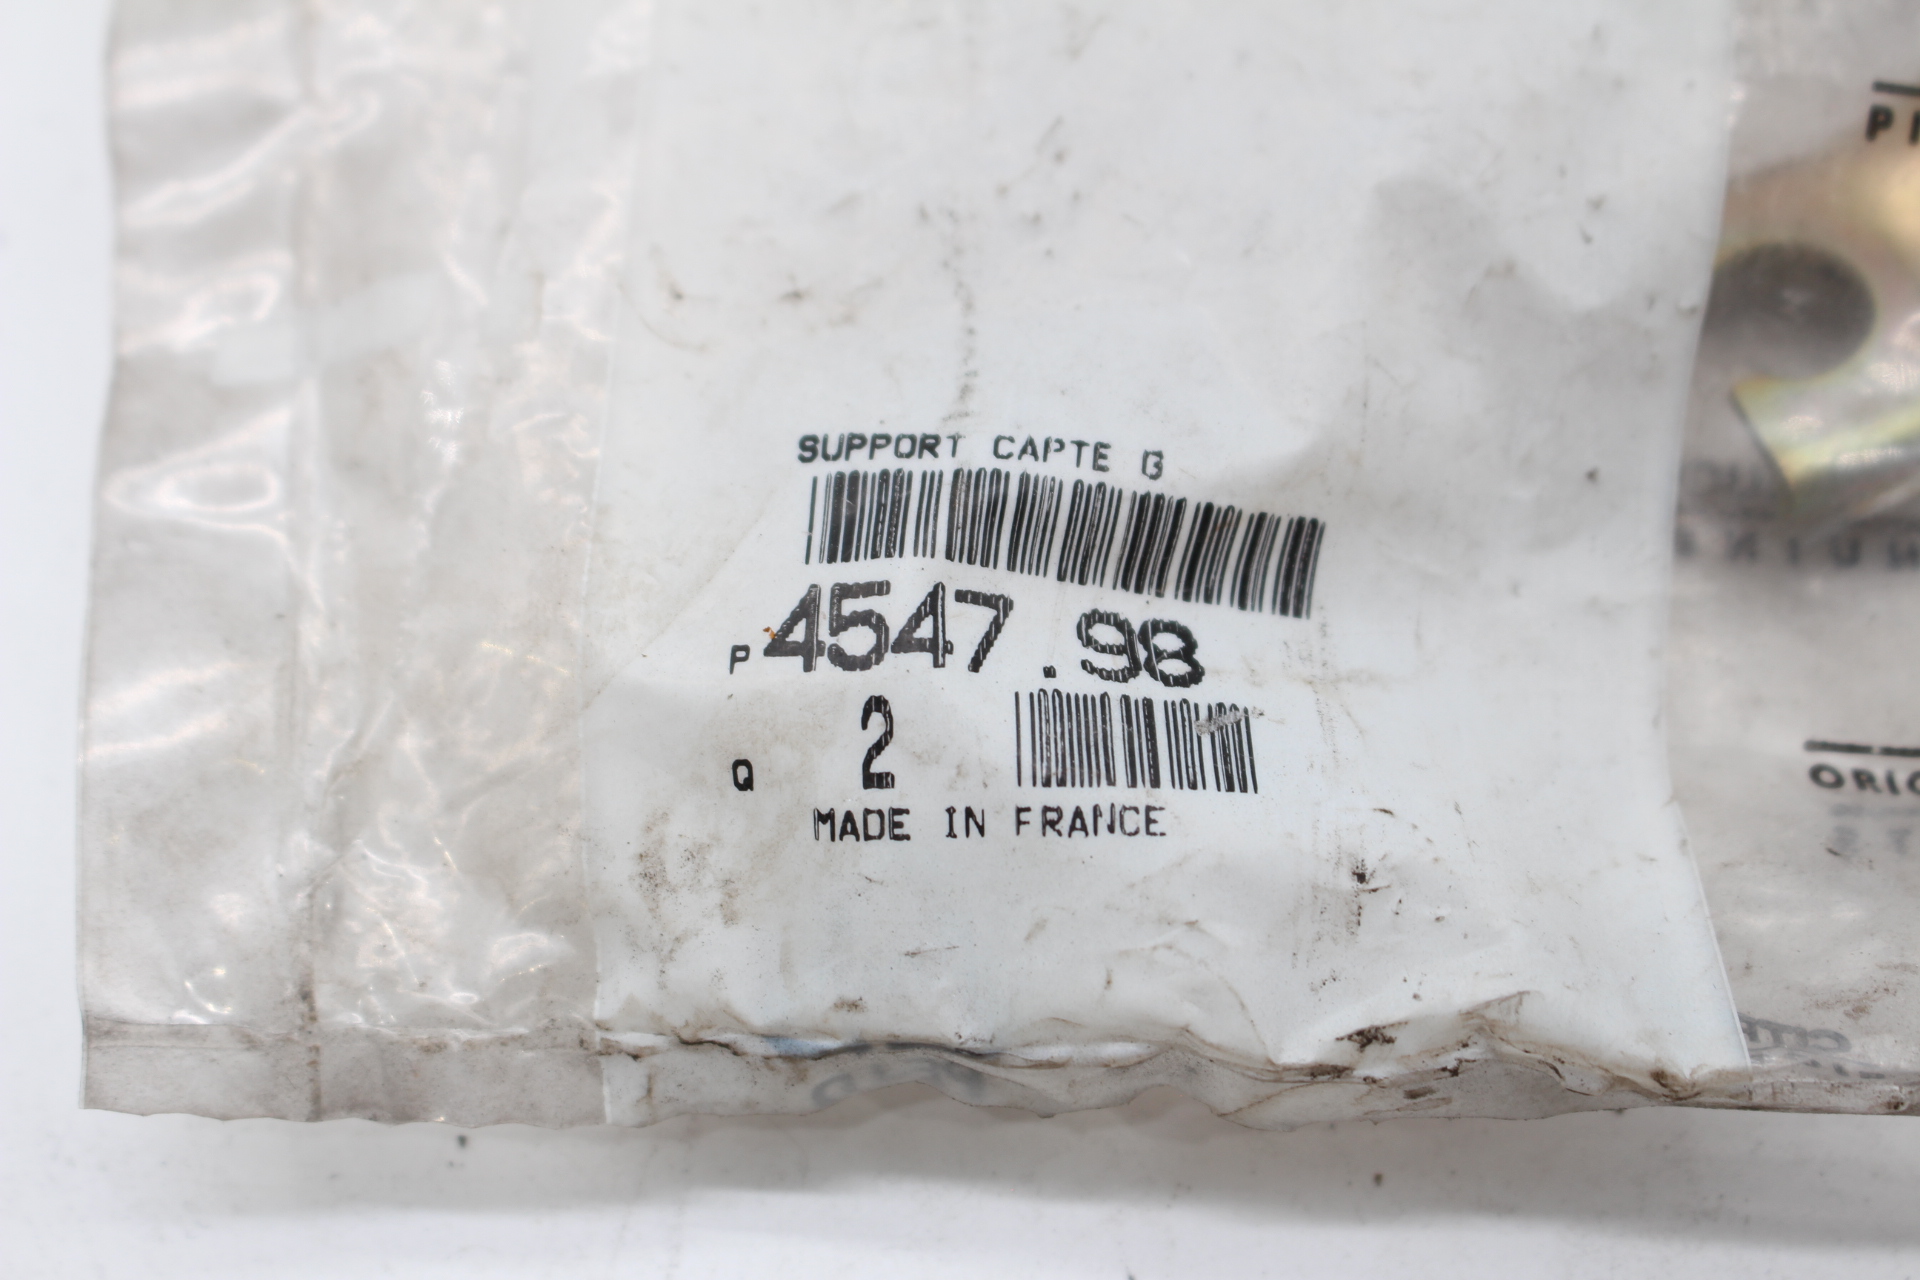 SUPPORT CAPTE B
P 4547.98
Q 2
MADE IN FRANCE